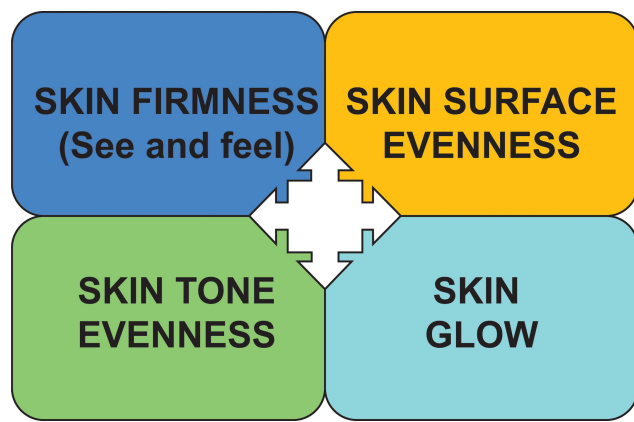 SKIN FIRMNESS
(See and feel)
SKIN SURFACE
EVENNESS
SKIN TONE
EVENNESS
SKIN
GLOW